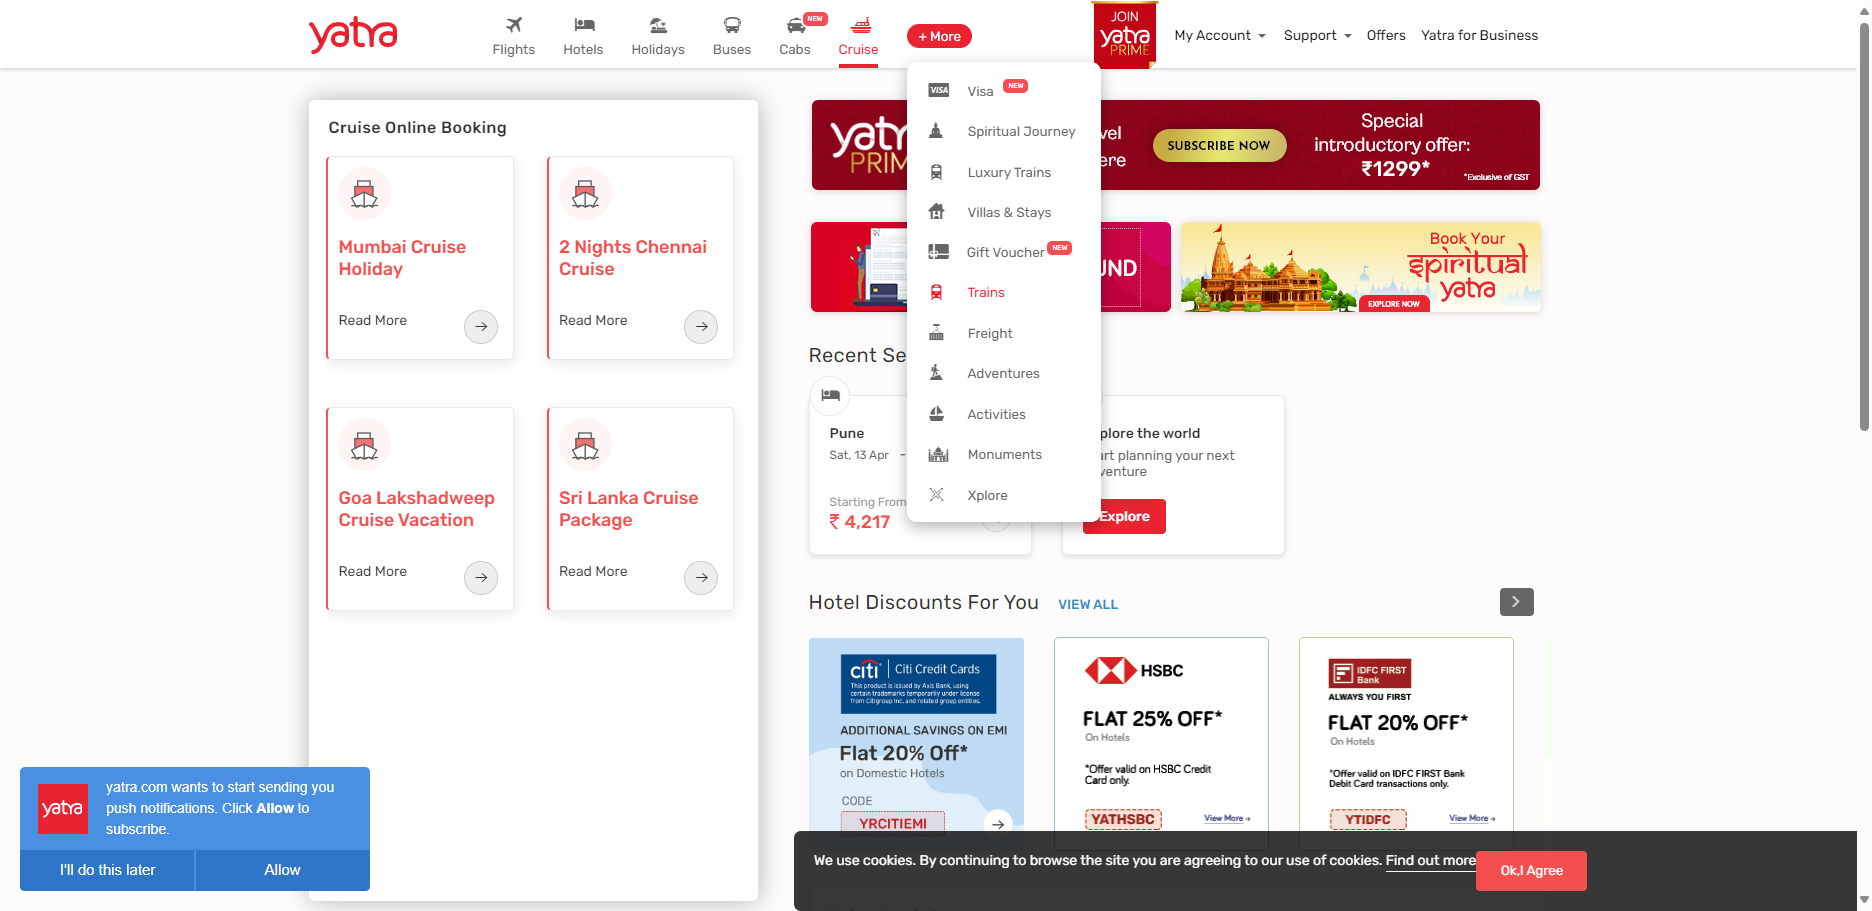 yatra
Flights
Hotels
Holidays
Buses
Cabs
NEW
Cruise
+ More
JOIN
yatra
PRIME
My Account
Support
Offers
Yatra for Business
Visa
VISA
NEW
Spiritual Journey
Luxury Trains
Villas & Stays
Gift Voucher
NEW
Trains
Freight
Adventures
Activities
Monuments
Xplore
Cruise Online Booking
Mumbai Cruise
Holiday
Read More
2 Nights Chennai
Cruise
Read More
Goa Lakshadweep
Cruise Vacation
Read More
Sri Lanka Cruise
Package
Read More
SUBSCRIBE NOW
Special
introductory offer:
₹1299*
*Exclusive of GST
Book Your
spiritual
yatra
EXPLORE NOW
Recent Se
Pune
Sat, 13 Apr -
Starting From
₹ 4,217
plore the world
art planning your next
venture
Explore
Hotel Discounts For You
VIEW ALL
citi
Citi Credit Cards
This product is issued by Axis Bank, using
certain trademarks temporarily under license
from Citigroup Inc. and related group entities.
ADDITIONAL SAVINGS ON EMI
Flat 20% Off*
on Domestic Hotels
CODE
YRCITIEMI
HSBC
FLAT 25% OFF*
On Hotels
*Offer valid on HSBC Credit
Card only.
YATHSBC
View More
IDFC FIRST
Bank
ALWAYS YOU FIRST
FLAT 20% OFF*
On Hotels
*Offer valid on IDFC FIRST Bank
Debit Card transactions only.
YTIDFC
View More
yatra
yatra.com wants to start sending you
push notifications. Click Allow to
subscribe.
I'll do this later
Allow
We use cookies. By continuing to browse the site you are agreeing to our use of cookies. Find out more
Ok,I Agree